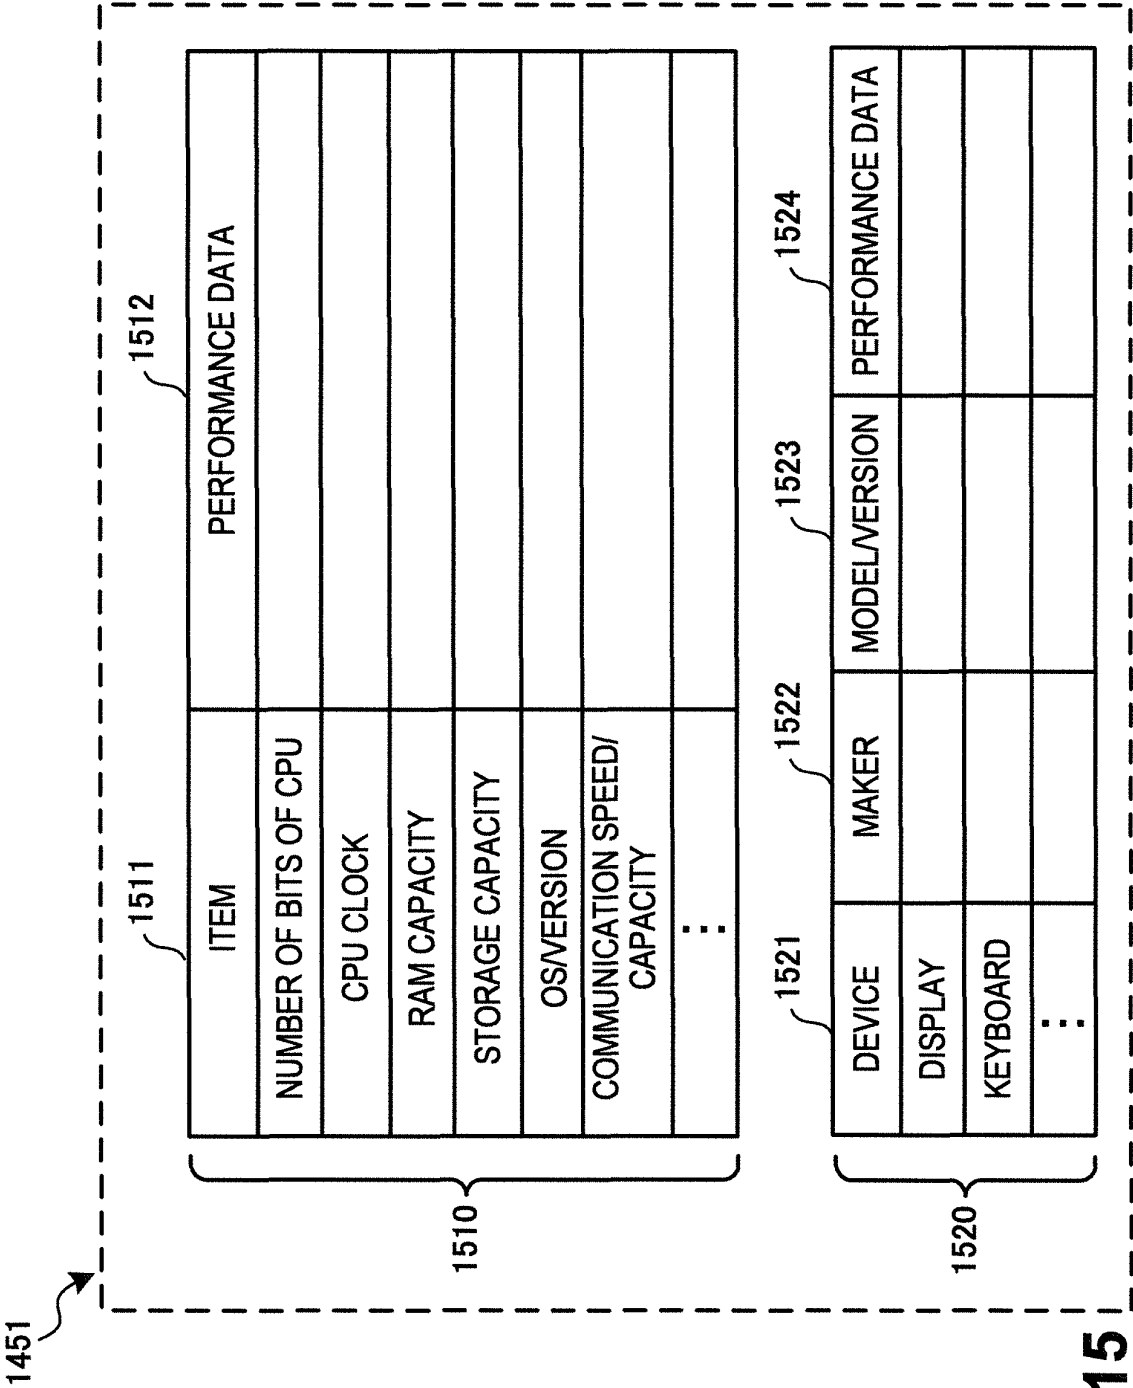 1451
1511
1512
ITEM
PERFORMANCE DATA
NUMBER OF BITS OF CPU
CPU CLOCK
RAM CAPACITY
STORAGE CAPACITY
OS/VERSION
COMMUNICATION SPEED/
CAPACITY
⋮
1510
1521
1522
1523
1524
DEVICE
MAKER
MODEL/VERSION
PERFORMANCE DATA
DISPLAY
KEYBOARD
⋮
1520
15